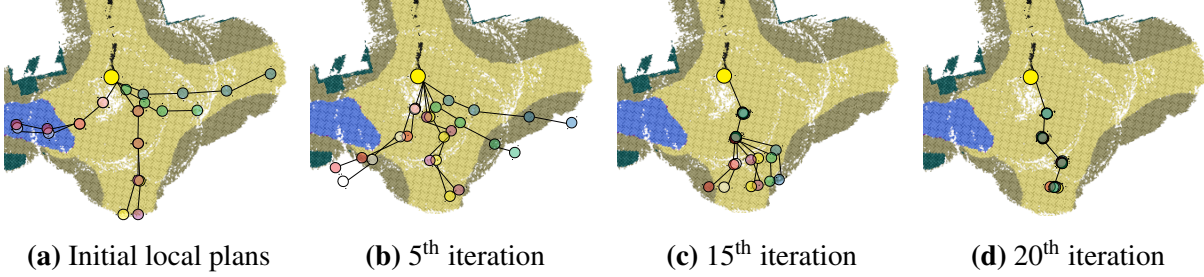 (a) Initial local plans
(b) 5th iteration
(c) 15th iteration
(d) 20th iteration